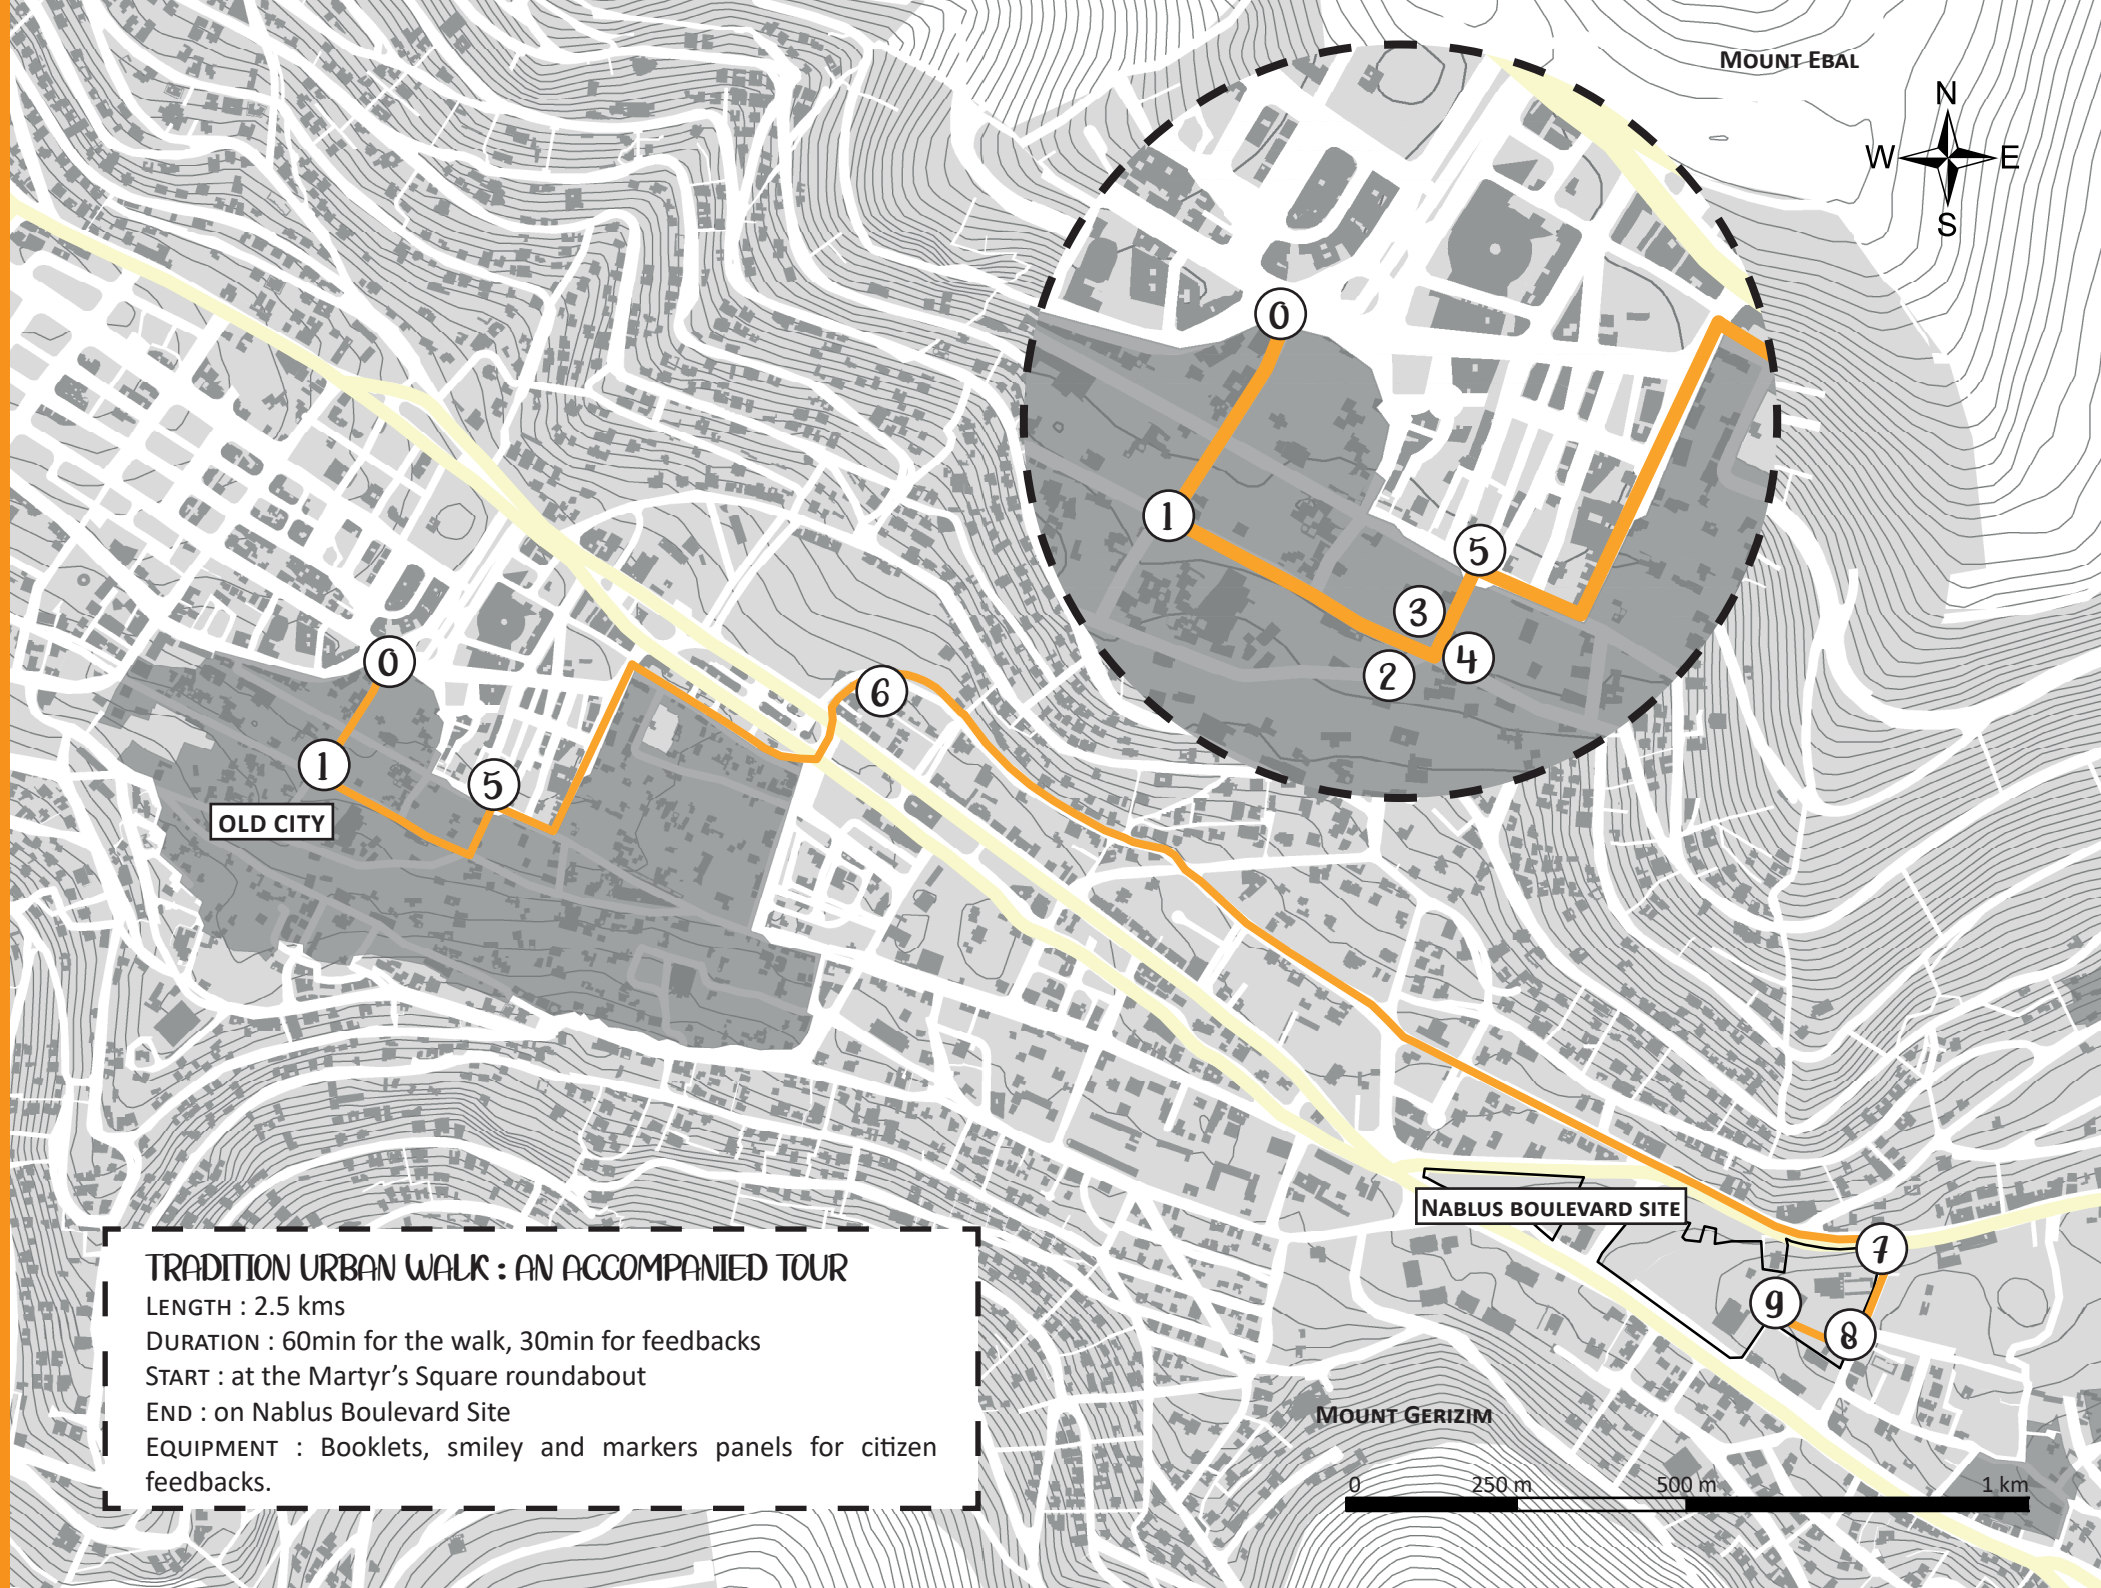 MOUNT EBAL
N
W E
S
0
1
5
3
2
4
0
1
5
6
OLD CITY
NABLUS BOULEVARD SITE
7
9
8
TRADITION URBAN WALK : AN ACCOMPANIED TOUR
LENGTH : 2.5 kms
DURATION : 60min for the walk, 30min for feedbacks
START : at the Martyr’s Square roundabout
END : on Nablus Boulevard Site
EQUIPMENT : Booklets, smiley and markers panels for citizen
feedbacks.
MOUNT GERIZIM
0 250 m 500 m 1 km